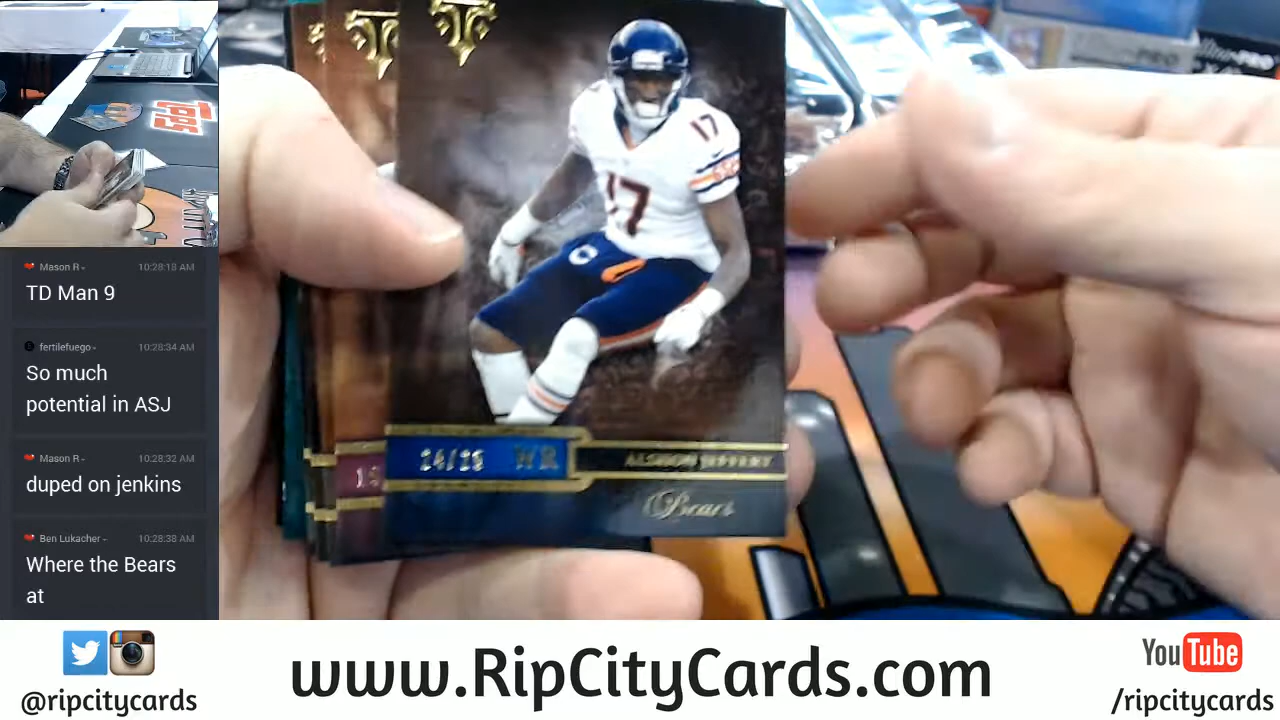 Mason R -
10:28:18 AM
TD Man 9
fertilefuego -
10:28:34 AM
So much
potential in ASJ
Mason R -
10:28:32 AM
duped on jenkins
Ben Lukacher -
10:28:38 AM
Where the Bears
at
17
17
WR
ALSHON JEFFERY
Bears
PRO
www.RipCityCards.com
@ripcitycards
YouTube
/ripcitycards